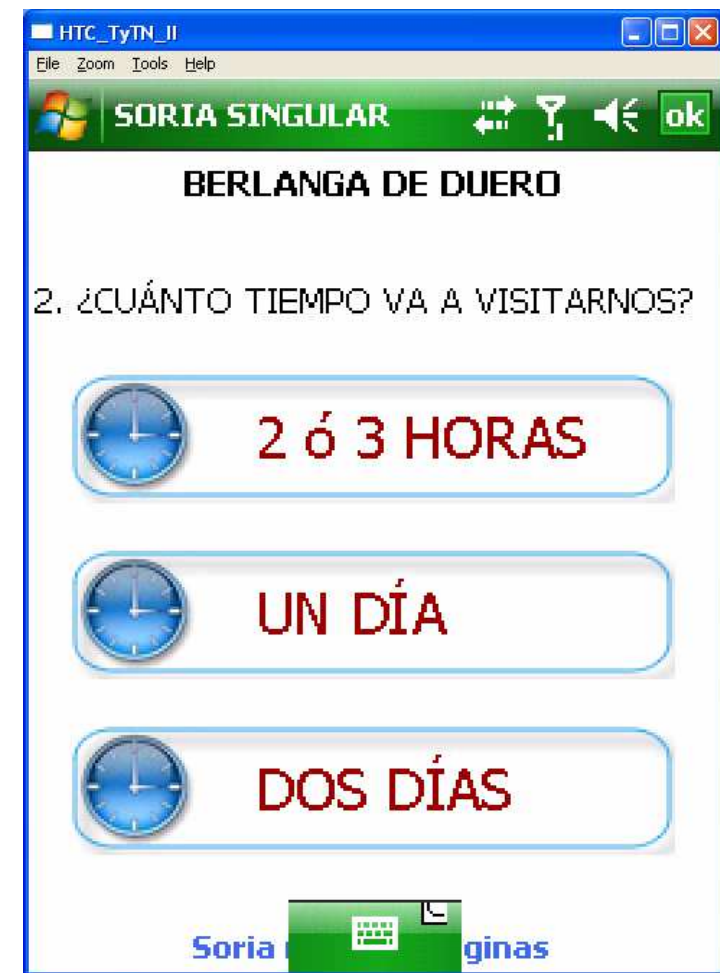 HTC_TyTN_II
File Zoom Tools Help
SORIA SINGULAR ok
BERLANGA DE DUERO
2. ¿CUÁNTO TIEMPO VA A VISITARNOS?
2 ó 3 HORAS
UN DÍA
DOS DÍAS
Soria